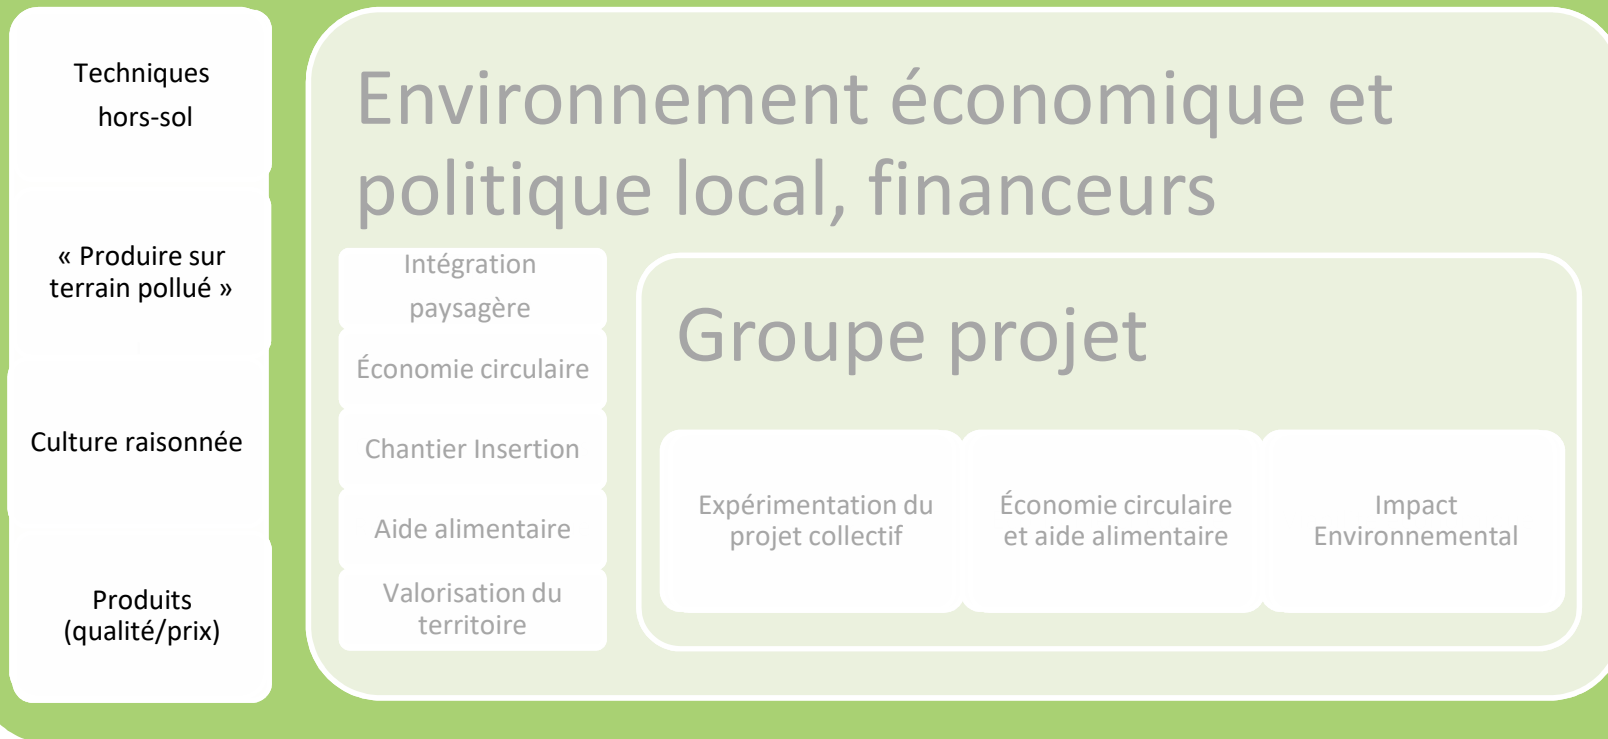 Techniques
hors-sol
« Produire sur
terrain pollué »
Culture raisonnée
Produits
(qualité/prix)
Environnement économique et
politique local, financeurs
Intégration
paysagère
Économie circulaire
Chantier Insertion
Aide alimentaire
Valorisation du
territoire
Groupe projet
Expérimentation du
projet collectif
Économie circulaire
et aide alimentaire
Impact
Environnemental